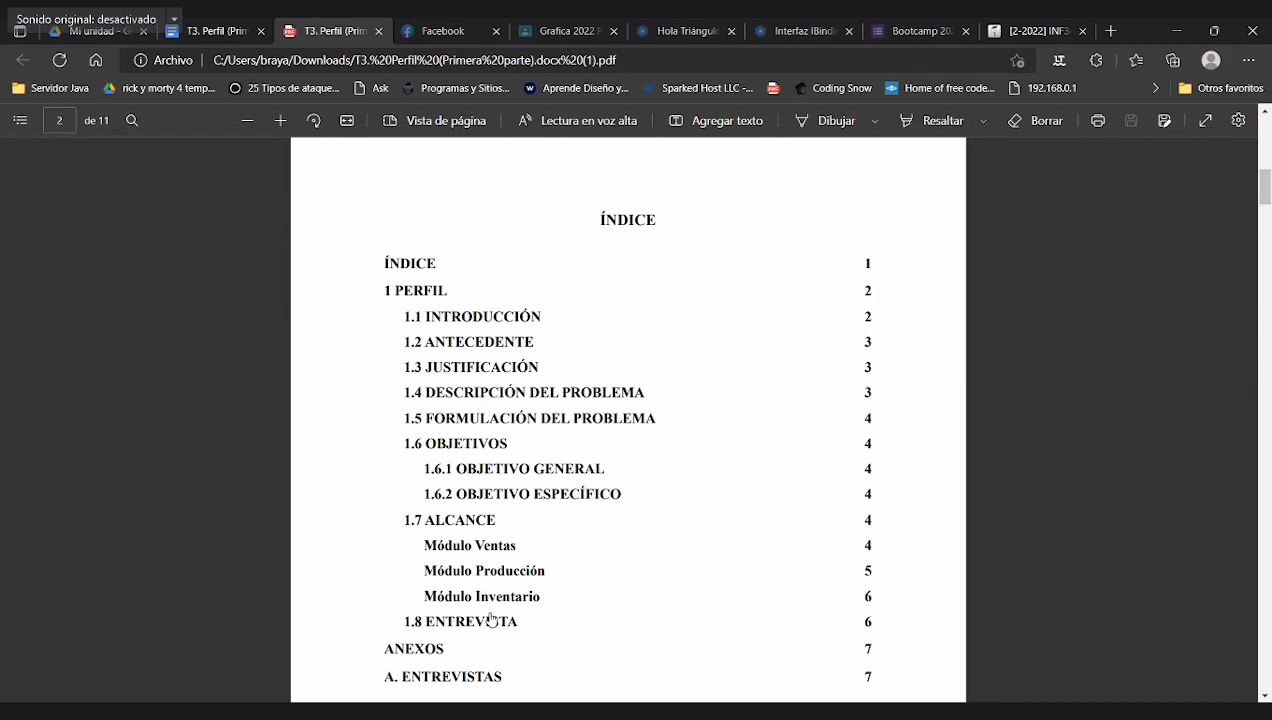 Sonido original: desactivado
Mi unidad - G
T3. Perfil (Prim
T3. Perfil (Prim
Facebook
Grafica 2022 P
Hola Triángulo
Interfaz IBindi
Bootcamp 202
[2-2022] INF3
Archivo C:/Users/braya/Downloads/T3.%20Perfil%20(Primera%20parte).docx%20(1).pdf
Servidor Java
rick y morty 4 temp...
25 Tipos de ataque...
Ask
Programas y Sitios...
Aprende Diseño y...
Sparked Host LLC -...
Coding Snow
Home of free code...
192.168.0.1
Otros favoritos
2 de 11
Vista de página
Lectura en voz alta
Agregar texto
Dibujar
Resaltar
Borrar
ÍNDICE
ÍNDICE 1
1 PERFIL 2
1.1 INTRODUCCIÓN 2
1.2 ANTECEDENTE 3
1.3 JUSTIFICACIÓN 3
1.4 DESCRIPCIÓN DEL PROBLEMA 3
1.5 FORMULACIÓN DEL PROBLEMA 4
1.6 OBJETIVOS 4
1.6.1 OBJETIVO GENERAL 4
1.6.2 OBJETIVO ESPECÍFICO 4
1.7 ALCANCE 4
Módulo Ventas 4
Módulo Producción 5
Módulo Inventario 6
1.8 ENTREVISTA 6
ANEXOS 7
A. ENTREVISTAS 7